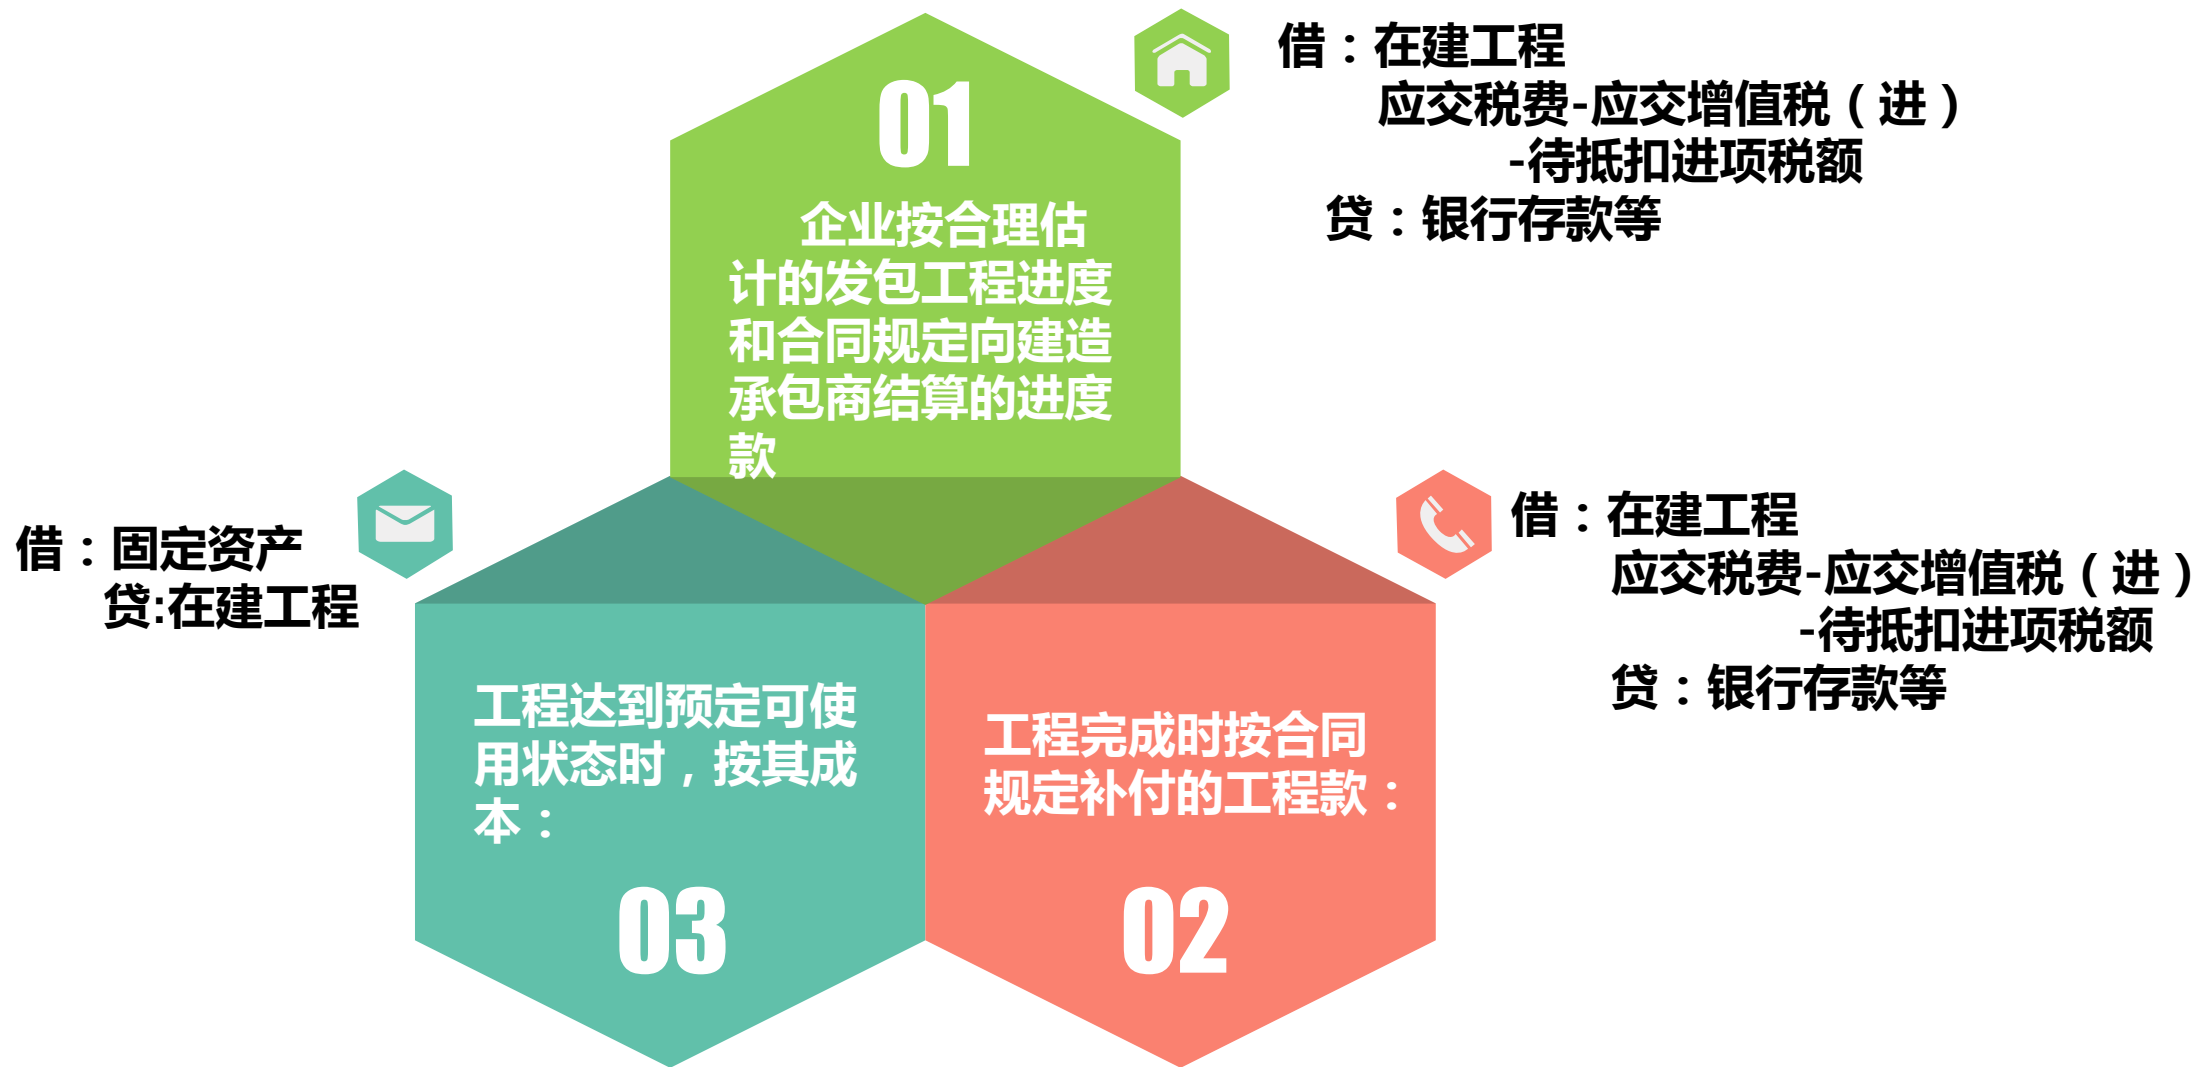 01
企业按合理估
计的发包工程进度
和合同规定向建造
承包商结算的进度
款
借：在建工程
应交税费-应交增值税（进）
-待抵扣进项税额
贷：银行存款等
工程完成时按合同
规定补付的工程款：
02
借：在建工程
应交税费-应交增值税（进）
-待抵扣进项税额
贷：银行存款等
工程达到预定可使
用状态时，按其成
本：
03
借：固定资产
贷:在建工程